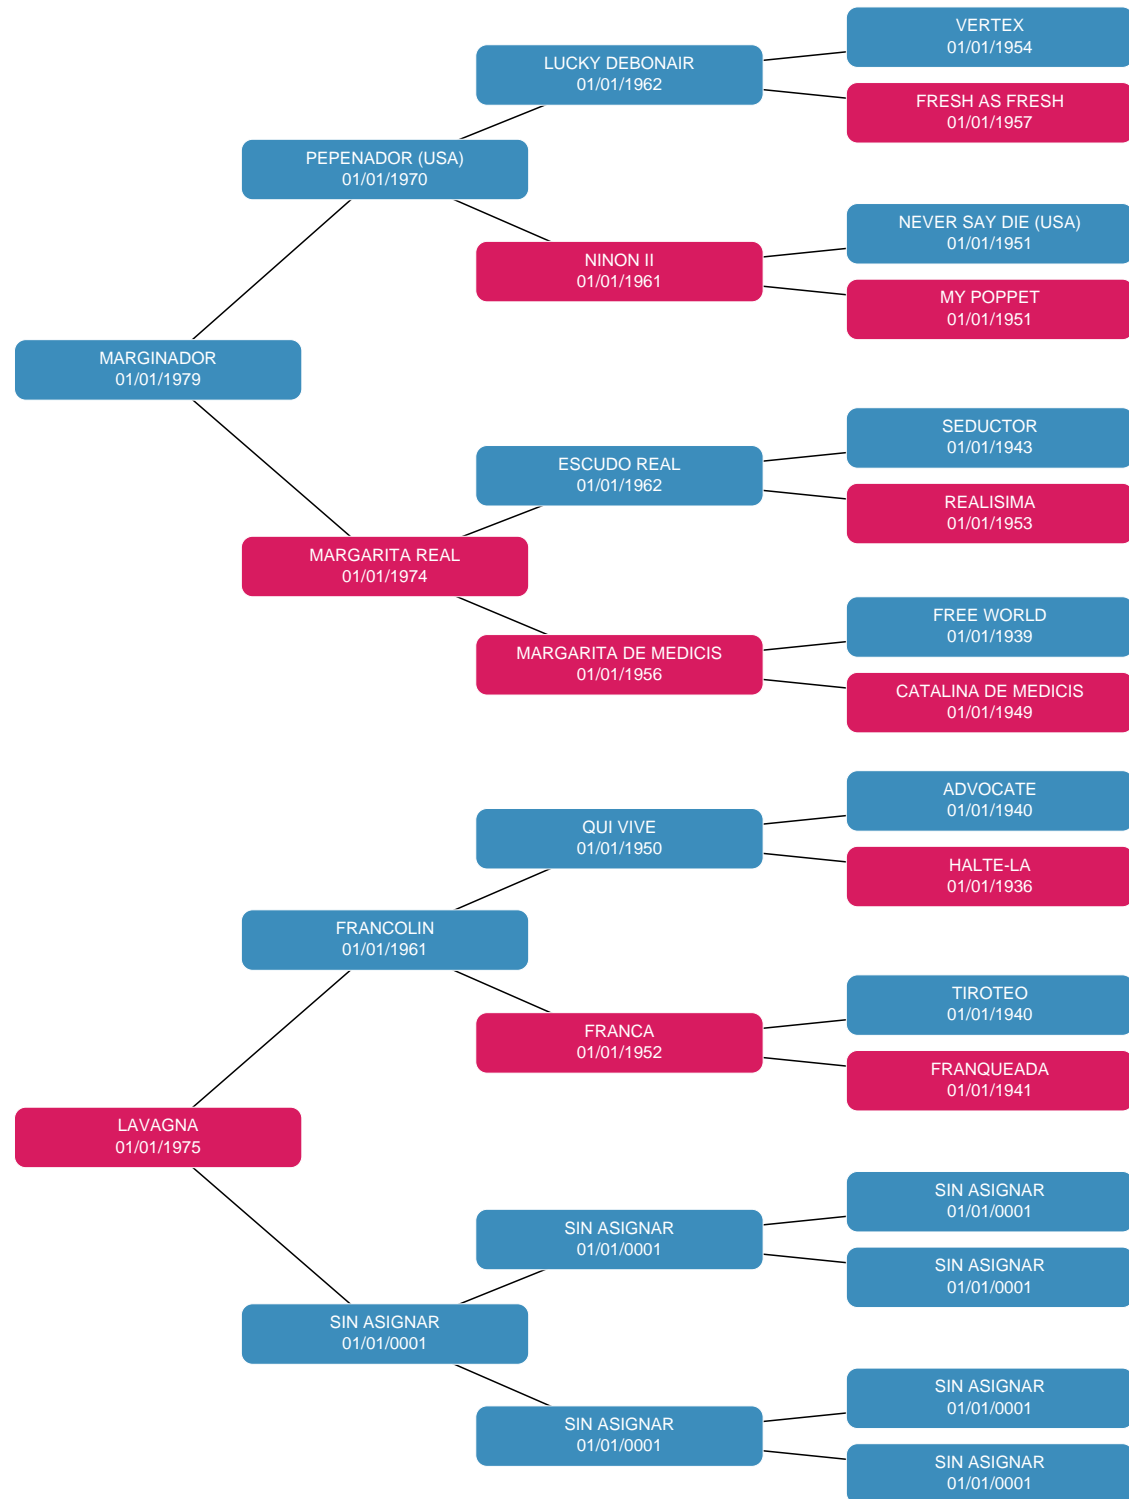 VERTEX
01/01/1954
LUCKY DEBONAIR
01/01/1962
FRESH AS FRESH
01/01/1957
PEPENADOR (USA)
01/01/1970
NEVER SAY DIE (USA)
01/01/1951
NINON II
01/01/1961
MY POPPET
01/01/1951
MARGINADOR
01/01/1979
SEDUCTOR
01/01/1943
ESCUDO REAL
01/01/1962
REALISIMA
01/01/1953
MARGARITA REAL
01/01/1974
FREE WORLD
01/01/1939
MARGARITA DE MEDICIS
01/01/1956
CATALINA DE MEDICIS
01/01/1949
ADVOCATE
01/01/1940
QUI VIVE
01/01/1950
HALTE-LA
01/01/1936
FRANCOLIN
01/01/1961
TIROTEO
01/01/1940
FRANCA
01/01/1952
FRANQUEADA
01/01/1941
LAVAGNA
01/01/1975
SIN ASIGNAR
01/01/0001
SIN ASIGNAR
01/01/0001
SIN ASIGNAR
01/01/0001
SIN ASIGNAR
01/01/0001
SIN ASIGNAR
01/01/0001
SIN ASIGNAR
01/01/0001
SIN ASIGNAR
01/01/0001